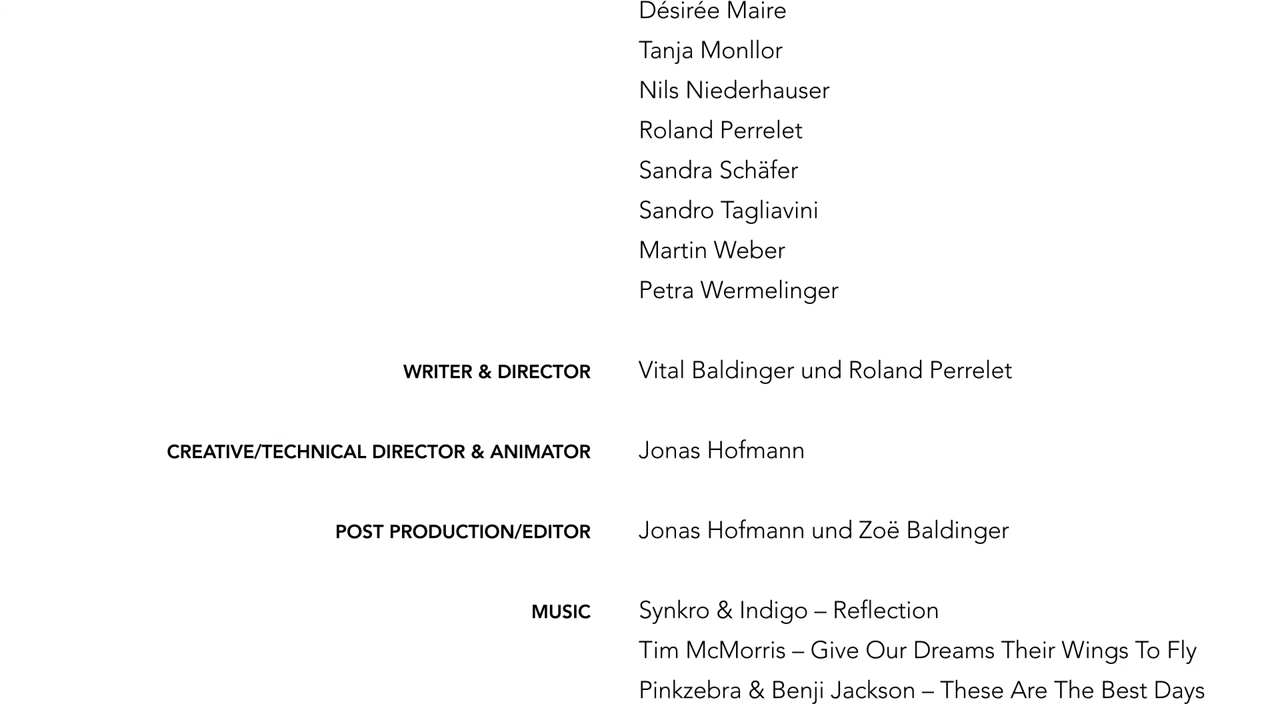 Désirée Maire
Tanja Monllor
Nils Niederhauser
Roland Perrelet
Sandra Schäfer
Sandro Tagliavini
Martin Weber
Petra Wermelinger
WRITER & DIRECTOR Vital Baldinger und Roland Perrelet
CREATIVE/TECHNICAL DIRECTOR & ANIMATOR Jonas Hofmann
POST PRODUCTION/EDITOR Jonas Hofmann und Zoë Baldinger
MUSIC Synkro & Indigo – Reflection
Tim McMorris – Give Our Dreams Their Wings To Fly
Pinkzebra & Benji Jackson – These Are The Best Days